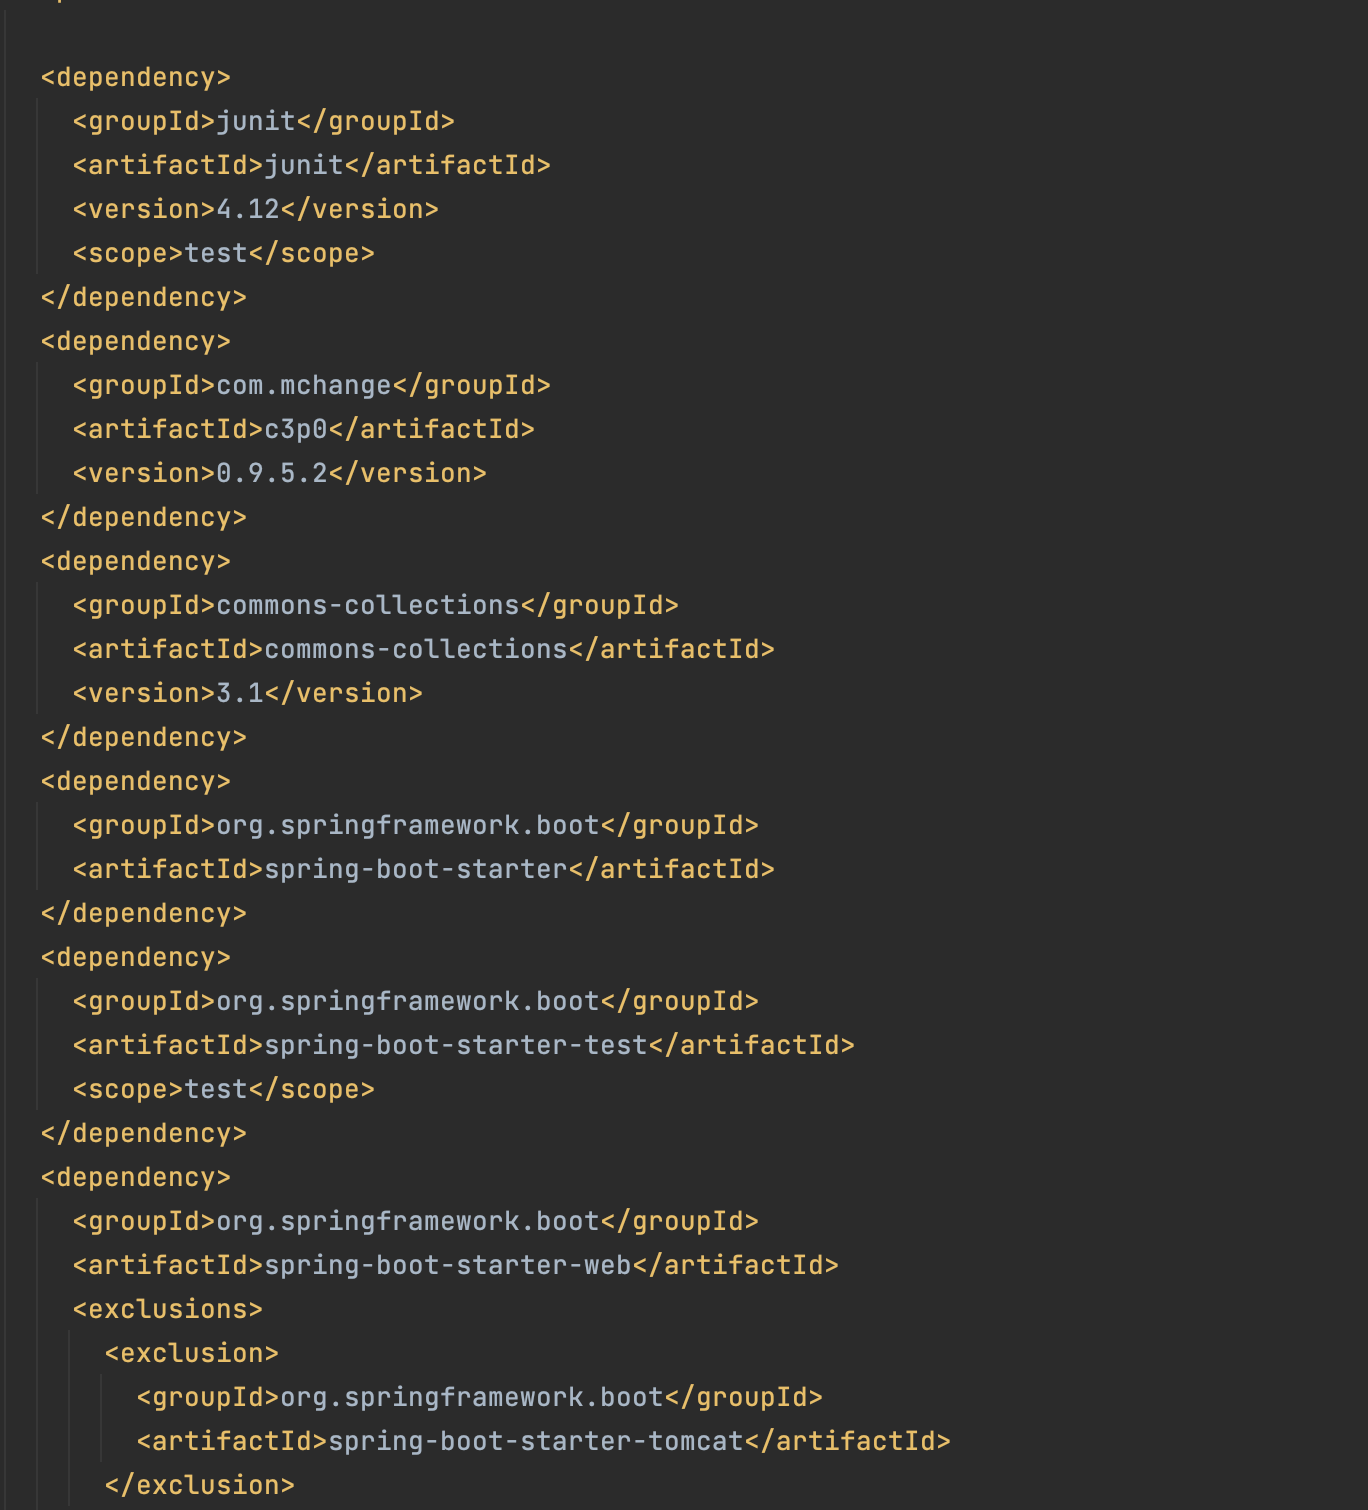 <dependency>
<groupId>junit</groupId>
<artifactId>junit</artifactId>
<version>4.12</version>
<scope>test</scope>
</dependency>
<dependency>
<groupId>com.mchange</groupId>
<artifactId>c3p0</artifactId>
<version>0.9.5.2</version>
</dependency>
<dependency>
<groupId>commons-collections</groupId>
<artifactId>commons-collections</artifactId>
<version>3.1</version>
</dependency>
<dependency>
<groupId>org.springframework.boot</groupId>
<artifactId>spring-boot-starter</artifactId>
</dependency>
<dependency>
<groupId>org.springframework.boot</groupId>
<artifactId>spring-boot-starter-test</artifactId>
<scope>test</scope>
</dependency>
<dependency>
<groupId>org.springframework.boot</groupId>
<artifactId>spring-boot-starter-web</artifactId>
<exclusions>
<exclusion>
<groupId>org.springframework.boot</groupId>
<artifactId>spring-boot-starter-tomcat</artifactId>
</exclusion>